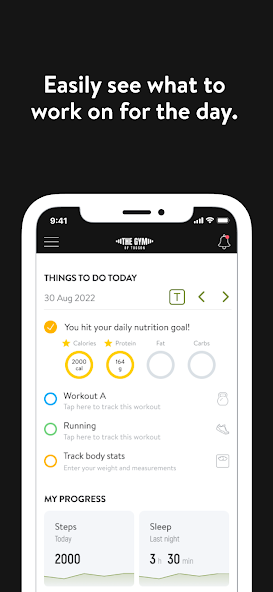 Easily see what to
work on for the day.
9:41
THE GYM
OF TUCSON
THINGS TO DO TODAY
30 Aug 2022
T
You hit your daily nutrition goal!
Calories
Protein
Fat
Carbs
2000
cal
164
g
Workout A
Tap here to track this workout
Running
Tap here to track this workout
Track body stats
Enter your weight and measurements
MY PROGRESS
Steps
Today
2000
Sleep
Last night
3 h 30 min